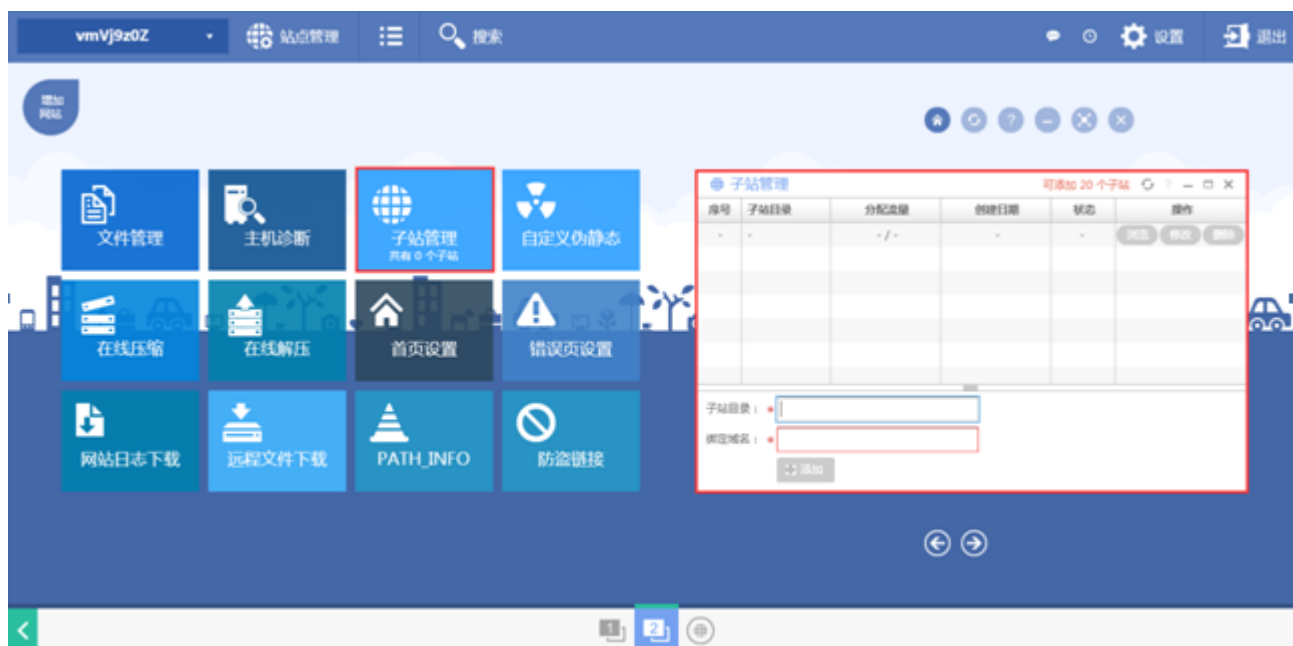 vmVj9z0Z 站点管理 搜索 设置 退出
增加
网站
文件管理 主机诊断 子站管理 自定义伪静态
共有 0 个子站
子站管理 可添加 20 个子站
序号 子站目录 分配流量 创建日期 状态 操作
- - - / - - - 浏览 修改 删除
在线压缩 在线解压 首页设置 错误页设置
子站目录： *
绑定域名： *
添加
网站日志下载 远程文件下载 PATH_INFO 防盗链接
1 2